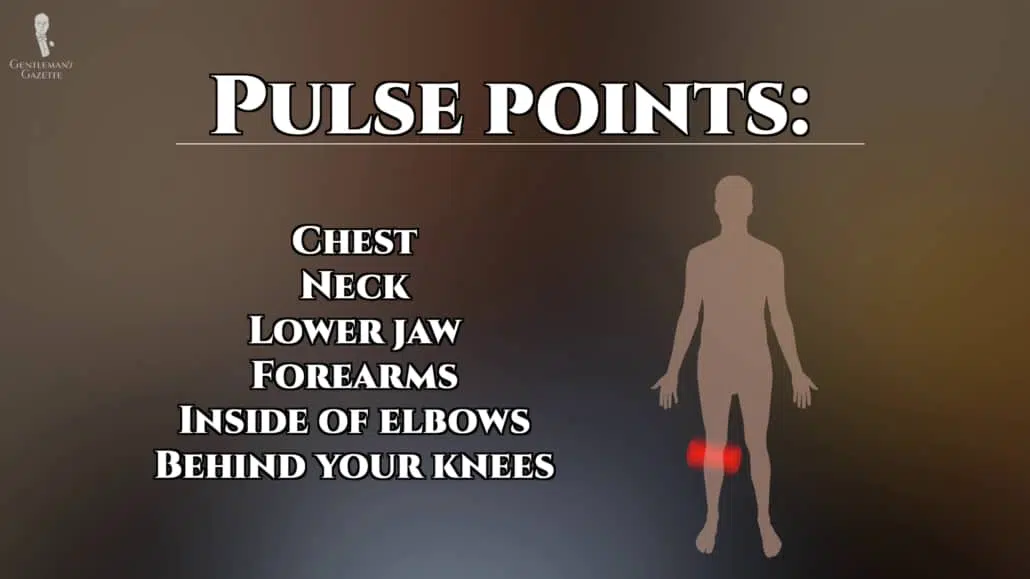 Gentleman's
Gazette
Pulse points:
Chest
Neck
Lower jaw
Forearms
Inside of elbows
Behind your knees